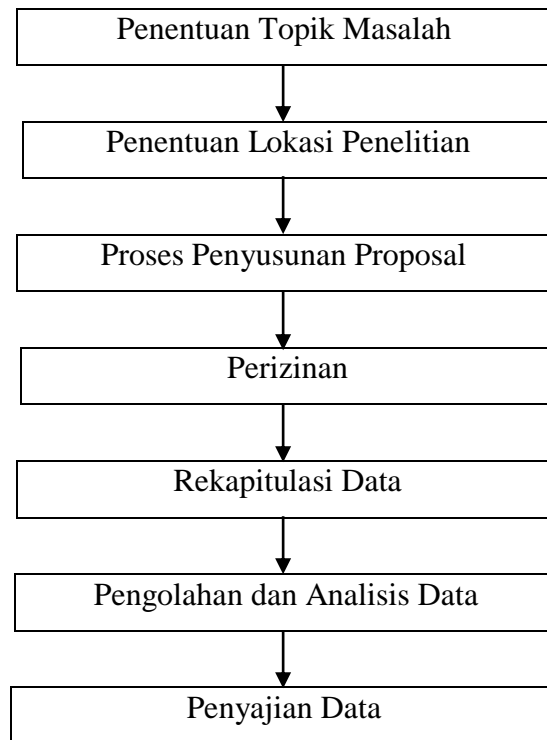 Penentuan Topik Masalah
Penentuan Lokasi Penelitian
Proses Penyusunan Proposal
Perizinan
Rekapitulasi Data
Pengolahan dan Analisis Data
Penyajian Data